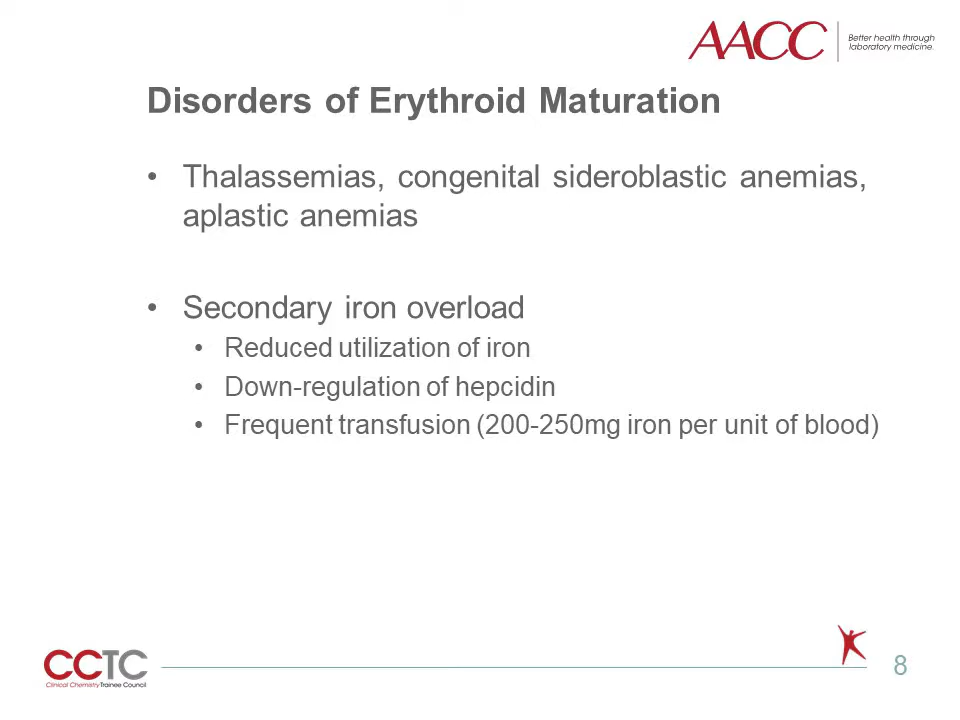 AACC
Better health through
laboratory medicine.
Disorders of Erythroid Maturation
• Thalassemias, congenital sideroblastic anemias,
aplastic anemias
• Secondary iron overload
• Reduced utilization of iron
• Down-regulation of hepcidin
• Frequent transfusion (200-250mg iron per unit of blood)
CCTC
Clinical Chemistry Trainee Council
8